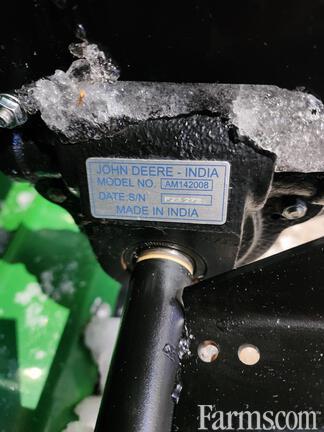 JOHN DEERE - INDIA
MODEL NO. AM142008
DATE:S/N
MADE IN INDIA
Farms.com